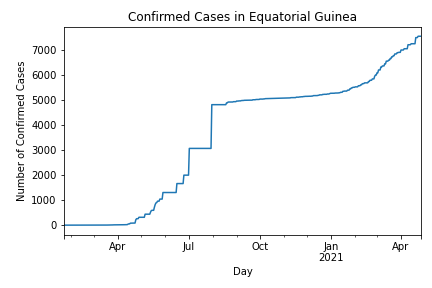 Confirmed Cases in Equatorial Guinea
Number of Confirmed Cases
7000
6000
5000
4000
3000
2000
1000
0
Apr
Jul
Oct
Jan
2021
Apr
Day